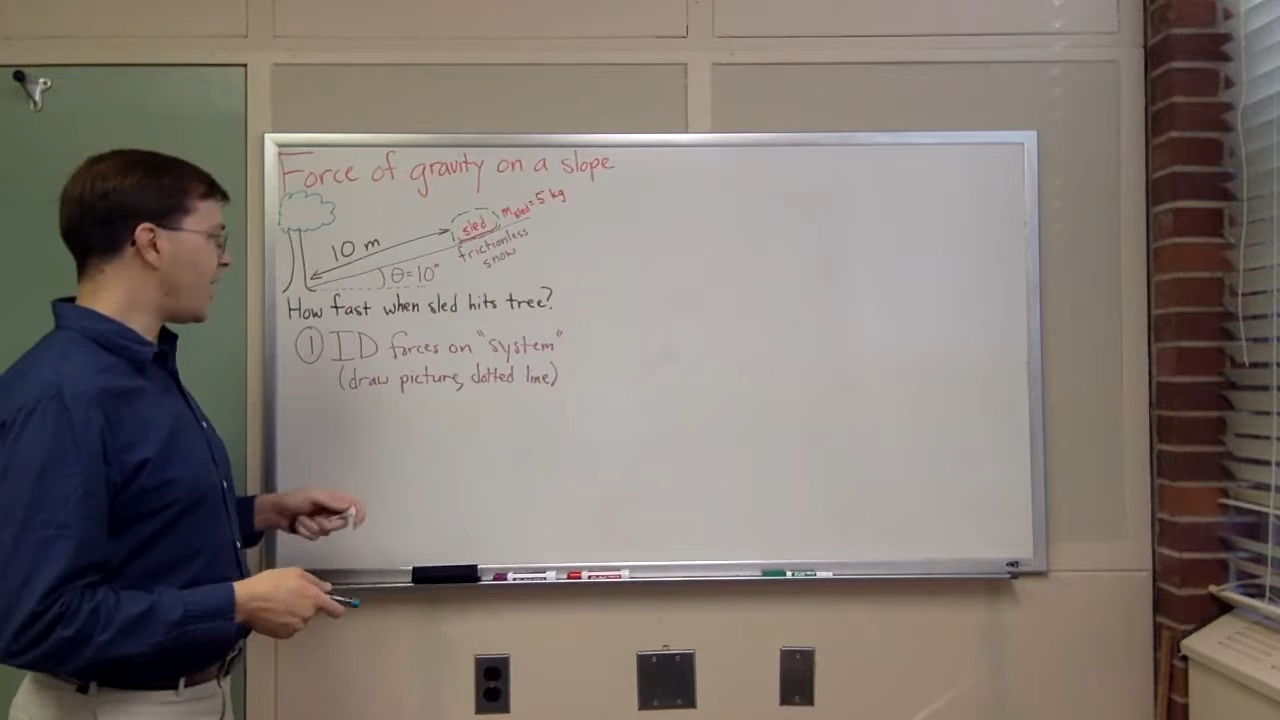 Force of gravity on a slope
m sled = 5 kg
sled
10 m
frictionless
snow
θ=10°
How fast when sled hits tree?
① ID forces on "system"
(draw picture, dotted line)